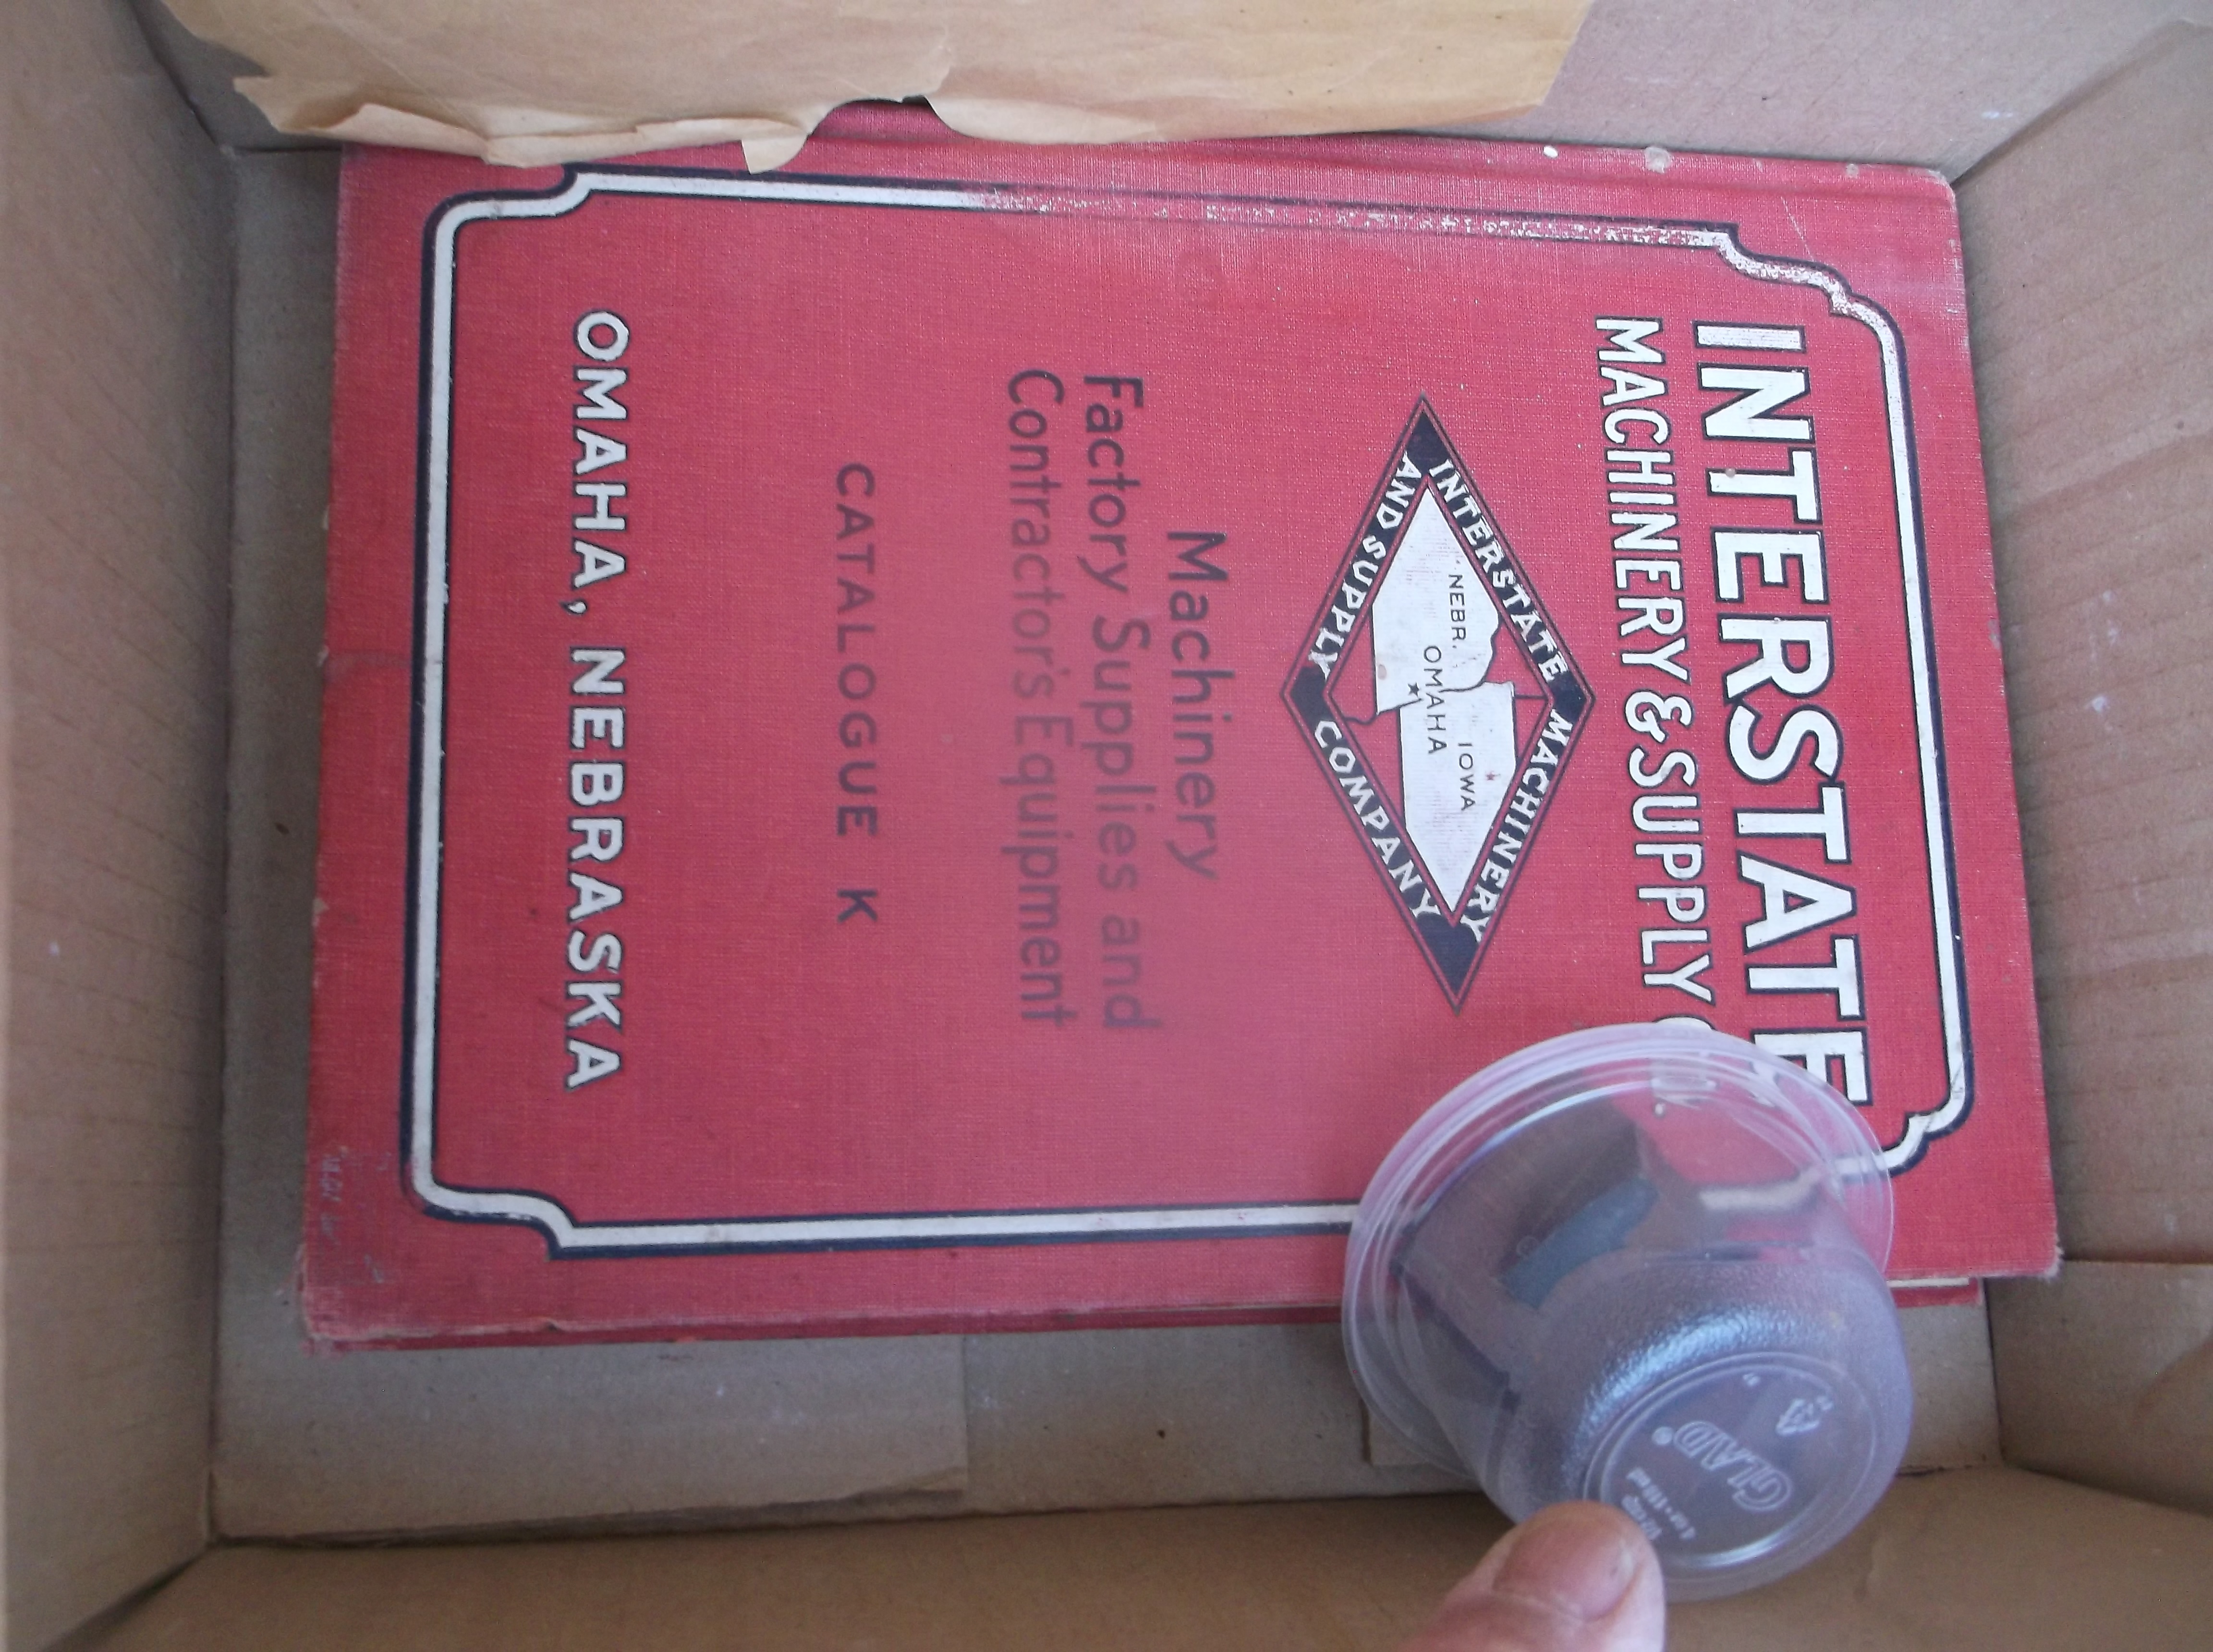 INTERSTATE
MACHINERY & SUPPLY
INTERSTATE MACHINERY
AND SUPPLY COMPANY
NEBR.
IOWA
OMAHA
Machinery
Factory Supplies and
Contractor's Equipment
CATALOGUE K
OMAHA, NEBRASKA
GLAD